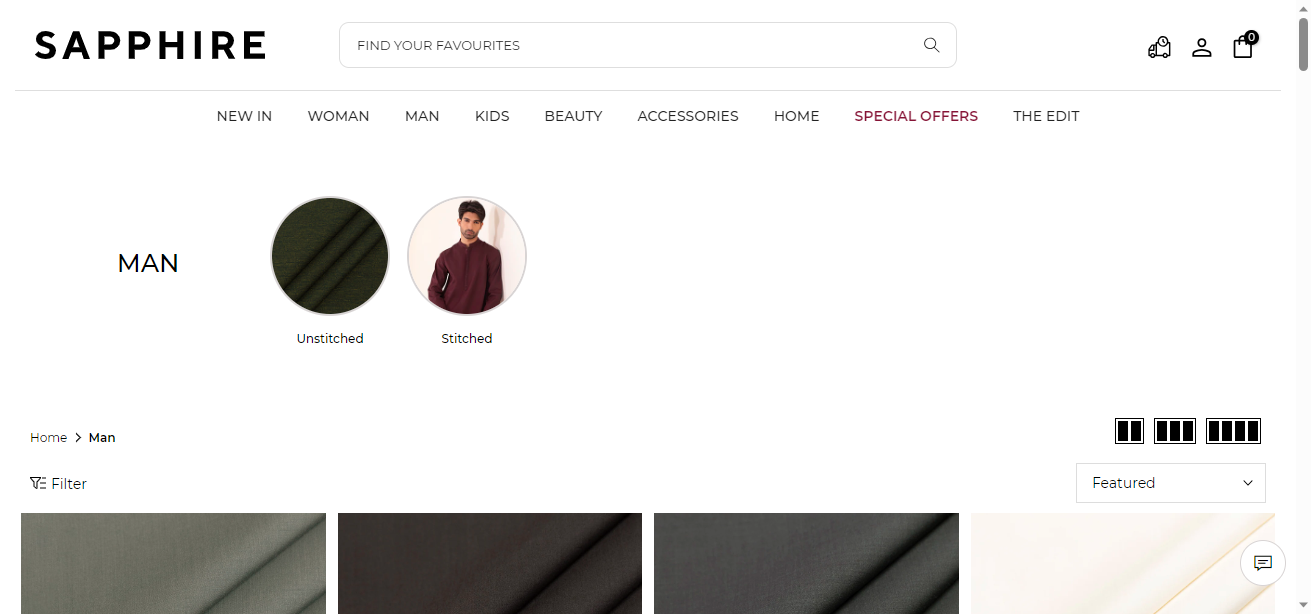 SAPPHIRE
FIND YOUR FAVOURITES
0
NEW IN WOMAN MAN KIDS BEAUTY ACCESSORIES HOME SPECIAL OFFERS THE EDIT
MAN
Unstitched Stitched
Home > Man
Filter
Featured